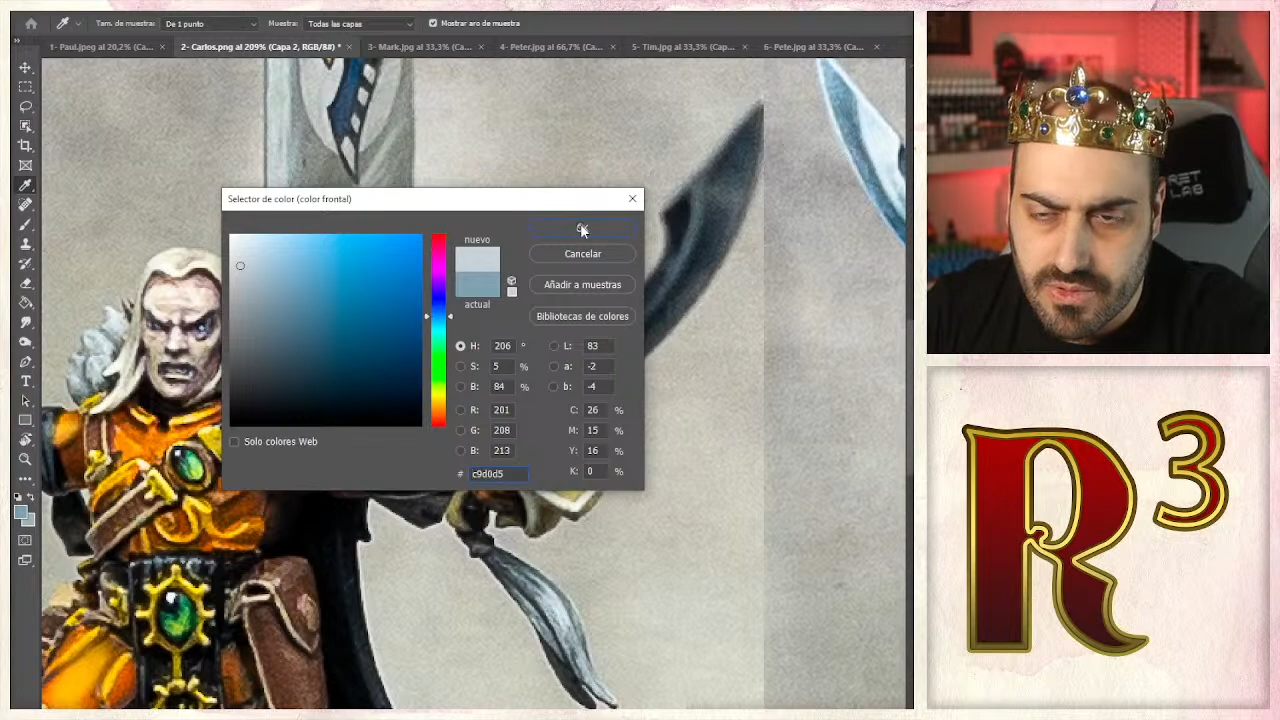 Tam. de muestra: De 1 punto Muestra: Todas las capas Mostrar aro de muestra
1- Paul.jpeg al 20,2% (Ca... × 2- Carlos.png al 209% (Capa 2, RGB/8#) * × 3- Mark.jpg al 33,3% (Ca... × 4- Peter.jpg al 66,7% (Ca... × 5- Tim.jpg al 33,3% (Cap... × 6- Pete.jpg al 33,3% (Ca... ×
Selector de color (color frontal)
nuevo
Cancelar
Añadir a muestras
actual
Bibliotecas de colores
H: 206 ° L: 83
S: 5 % a: -2
B: 84 % b: -4
R: 201 C: 26 %
G: 208 M: 15 %
B: 213 Y: 16 %
# c9d0d5 K: 0 %
Solo colores Web
R3